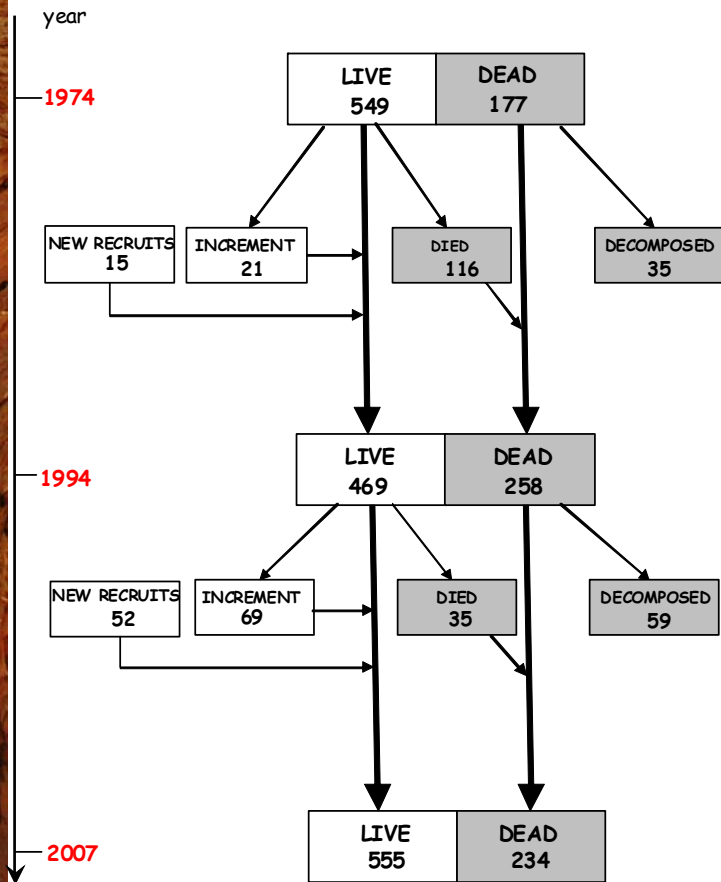 year
LIVE DEAD
549 177
1974
NEW RECRUITS INCREMENT DIED DECOMPOSED
15 21 116 35
LIVE DEAD
469 258
1994
NEW RECRUITS INCREMENT DIED DECOMPOSED
52 69 35 59
LIVE DEAD
555 234
2007